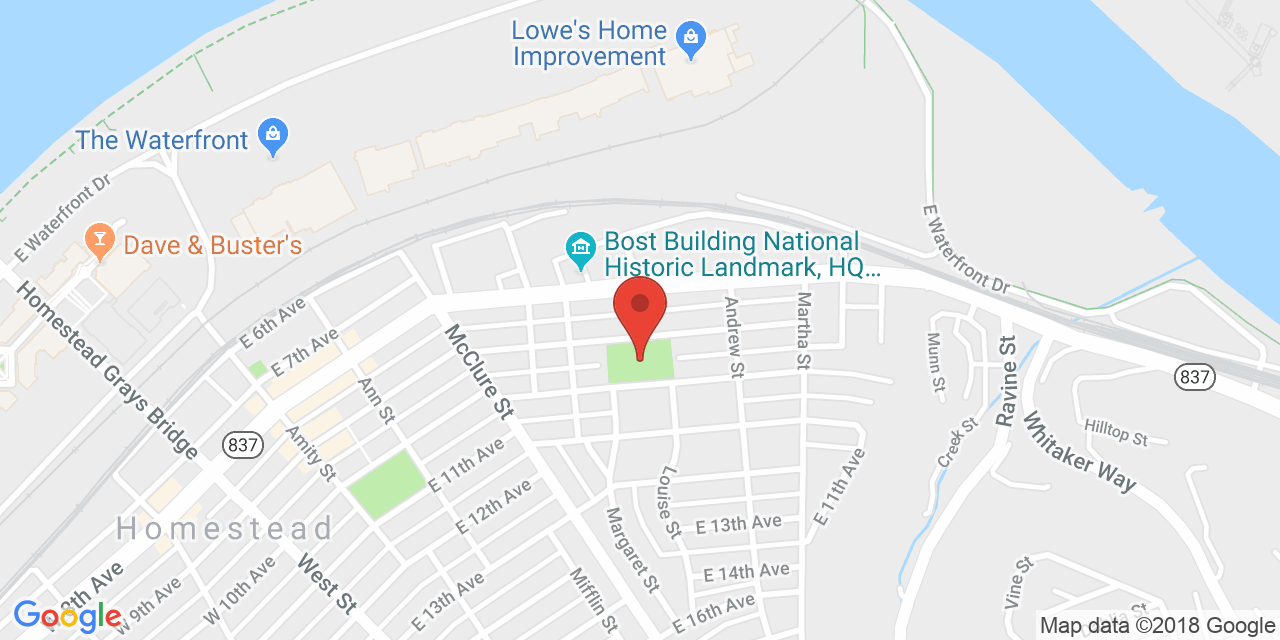 Lowe's Home
Improvement
The Waterfront
E Waterfront Dr
Dave & Buster's
Bost Building National
Historic Landmark, HQ...
E Waterfront Dr
Homestead Grays Bridge
E 6th Ave
E 7th Ave
McClure St
Andrew St
Martha St
Munn St
Ravine St
837
Ann St
Amity St
837
Whitaker Way
Hilltop St
Creek St
E 11th Ave
E 11th Ave
E 12th Ave
Louise St
E 13th Ave
Homestead
Margaret St
West St
8th Ave
W 9th Ave
W 10th Ave
E 13th Ave
Mifflin St
E 14th Ave
E 16th Ave
Vine St
Google
Map data ©2018 Google